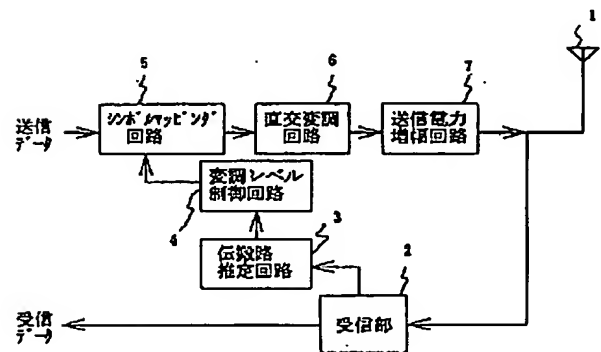 1
5
6
7
送信
データ
シンボルマッピング
回路
直交変調
回路
送信電力
増幅回路
変調レベル
制御回路
4
3
伝搬路
推定回路
2
受信
データ
受信部